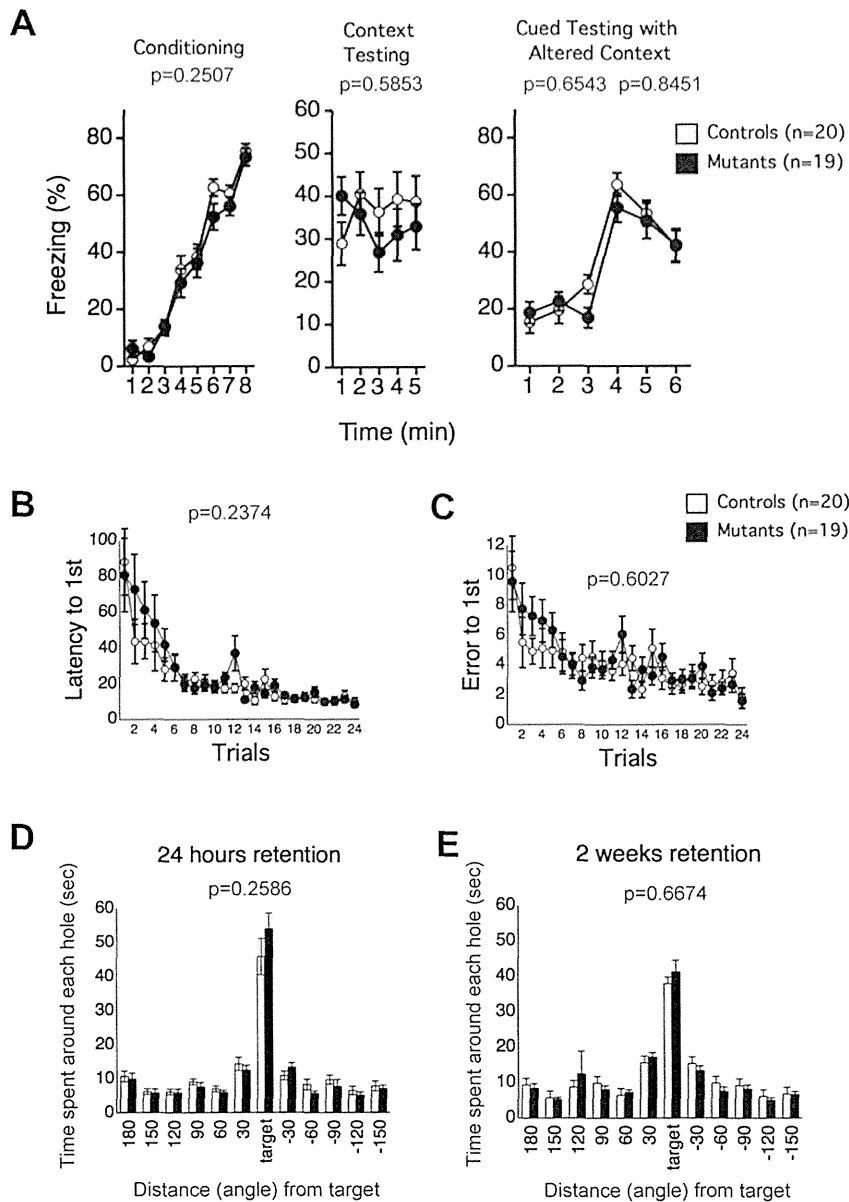 A
Conditioning
p=0.2507
Context
Testing
p=0.5853
Cued Testing with
Altered Context
p=0.6543 p=0.8451
Controls (n=20)
Mutants (n=19)
Freezing (%)
80
60
40
20
0
1 2 3 4 5 6 7 8
60
50
40
30
20
10
0
1 2 3 4 5
80
60
40
20
0
1 2 3 4 5 6
Time (min)
B
p=0.2374
Latency to 1st
100
80
60
40
20
0
2 4 6 8 10 12 14 16 18 20 22 24
Trials
C
Controls (n=20)
Mutants (n=19)
p=0.6027
Error to 1st
12
10
8
6
4
2
0
2 4 6 8 10 12 14 16 18 20 22 24
Trials
D
24 hours retention
p=0.2586
Time spent around each hole (sec)
60
50
40
30
20
10
0
180 150 120 90 60 30 target -30 -60 -90 -120 -150
Distance (angle) from target
E
2 weeks retention
p=0.6674
Time spent around each hole (sec)
60
50
40
30
20
10
0
180 150 120 90 60 30 target -30 -60 -90 -120 -150
Distance (angle) from target